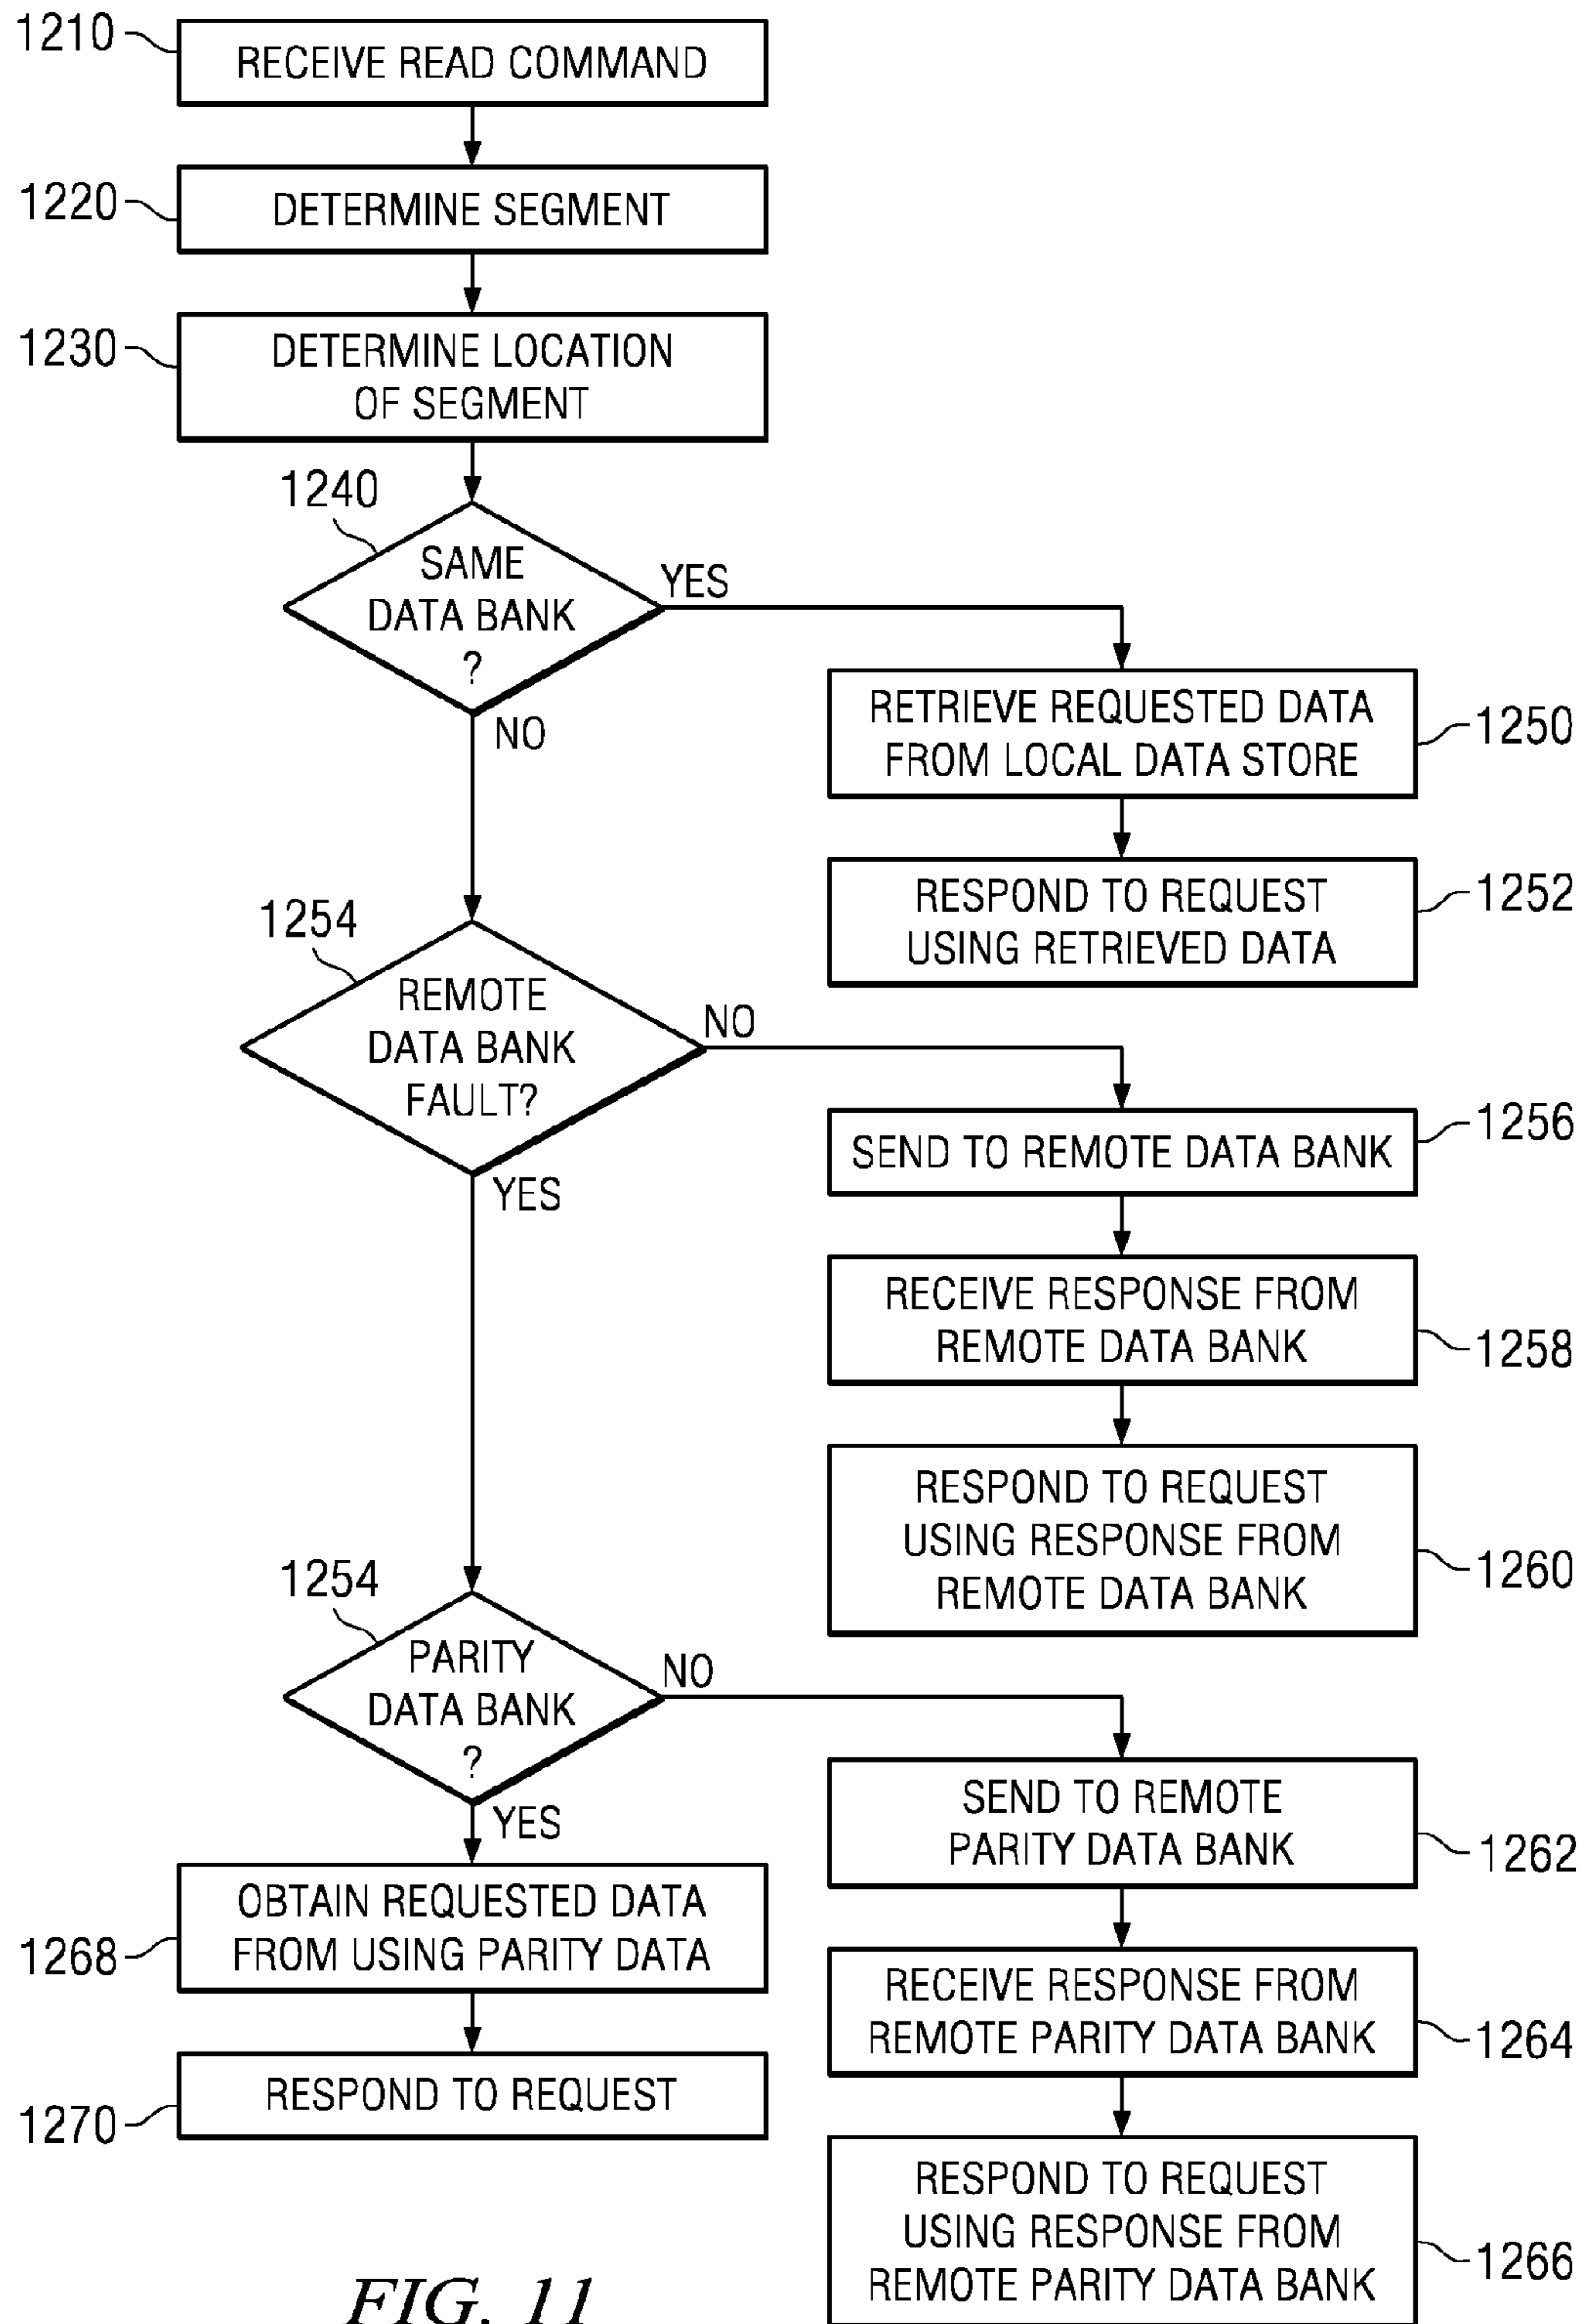 1210
RECEIVE READ COMMAND
1220
DETERMINE SEGMENT
1230
DETERMINE LOCATION
OF SEGMENT
1240
SAME
DATA BANK
?
YES
NO
RETRIEVE REQUESTED DATA
FROM LOCAL DATA STORE
1250
RESPOND TO REQUEST
USING RETRIEVED DATA
1252
1254
REMOTE
DATA BANK
FAULT?
NO
YES
SEND TO REMOTE DATA BANK
1256
RECEIVE RESPONSE FROM
REMOTE DATA BANK
1258
RESPOND TO REQUEST
USING RESPONSE FROM
REMOTE DATA BANK
1260
1254
PARITY
DATA BANK
?
NO
YES
SEND TO REMOTE
PARITY DATA BANK
1262
OBTAIN REQUESTED DATA
FROM USING PARITY DATA
1268
RECEIVE RESPONSE FROM
REMOTE PARITY DATA BANK
1264
RESPOND TO REQUEST
1270
RESPOND TO REQUEST
USING RESPONSE FROM
REMOTE PARITY DATA BANK
1266
FIG. 11